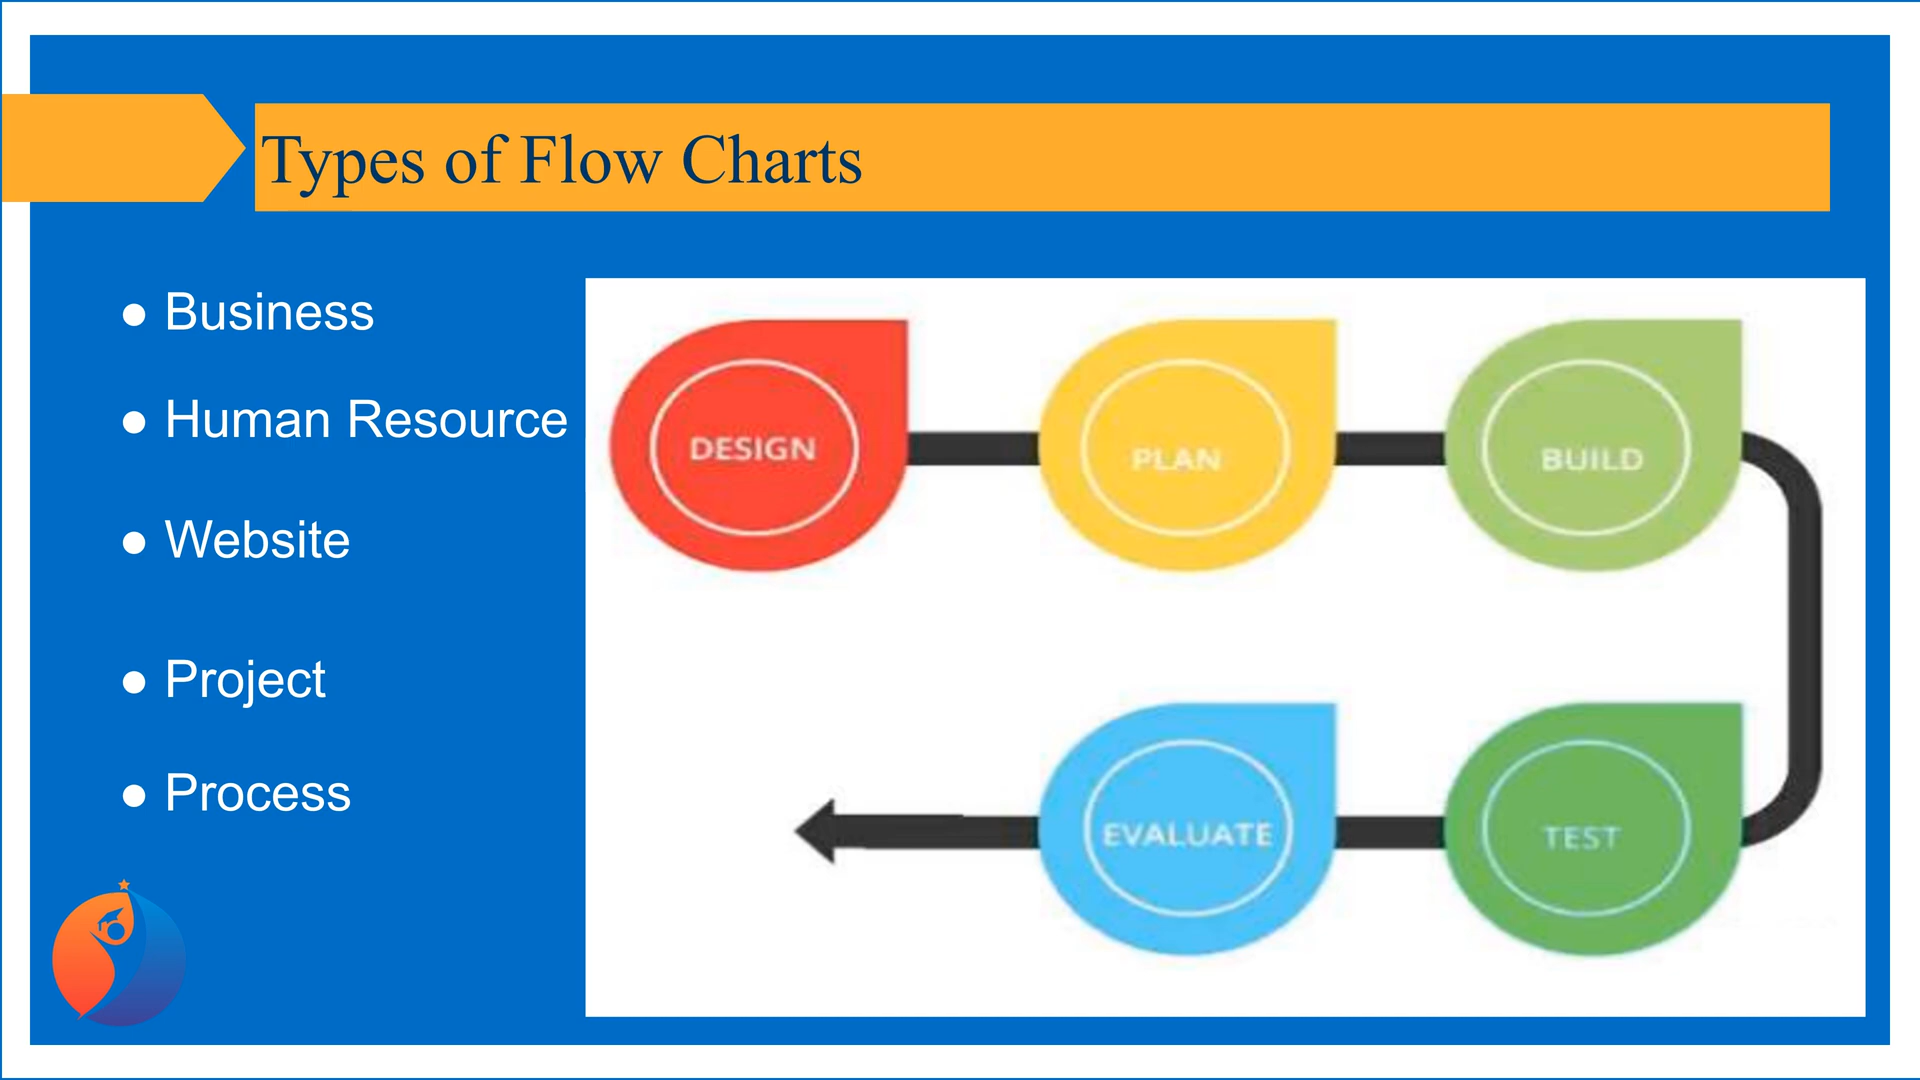 Types of Flow Charts
● Business
● Human Resource
● Website
● Project
● Process
DESIGN
PLAN
BUILD
EVALUATE
TEST